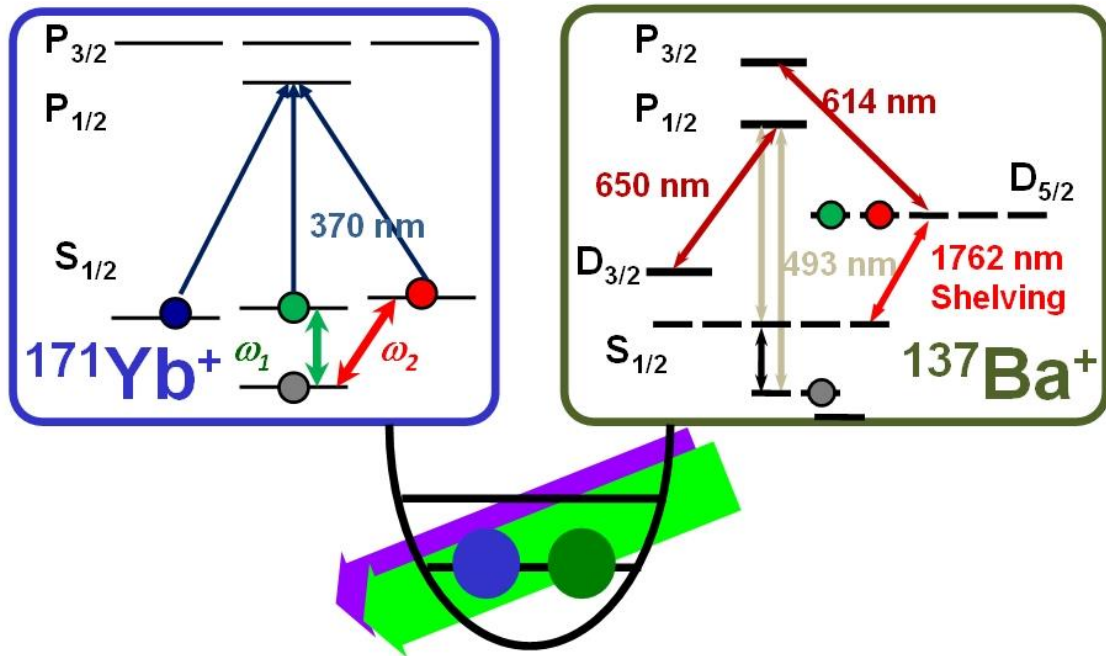 P3/2
P1/2
370 nm
S1/2
ω1
ω2
171Yb+
P3/2
614 nm
P1/2
650 nm
D5/2
D3/2
493 nm
1762 nm
Shelving
S1/2
137Ba+